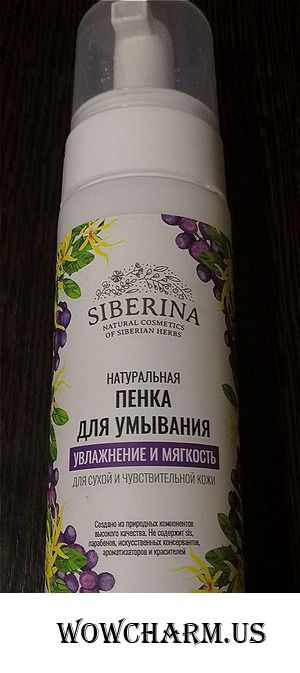 SIBERINA
NATURAL COSMETICS
OF SIBERIAN HERBS
НАТУРАЛЬНАЯ
ПЕНКА
ДЛЯ УМЫВАНИЯ
УВЛАЖНЕНИЕ И МЯГКОСТЬ
ДЛЯ СУХОЙ И ЧУВСТВИТЕЛЬНОЙ КОЖИ
Создано из природных компонентов
высокого качества. Не содержит sls,
парабенов, искусственных консервантов,
ароматизаторов и красителей
WOWCHARM.US